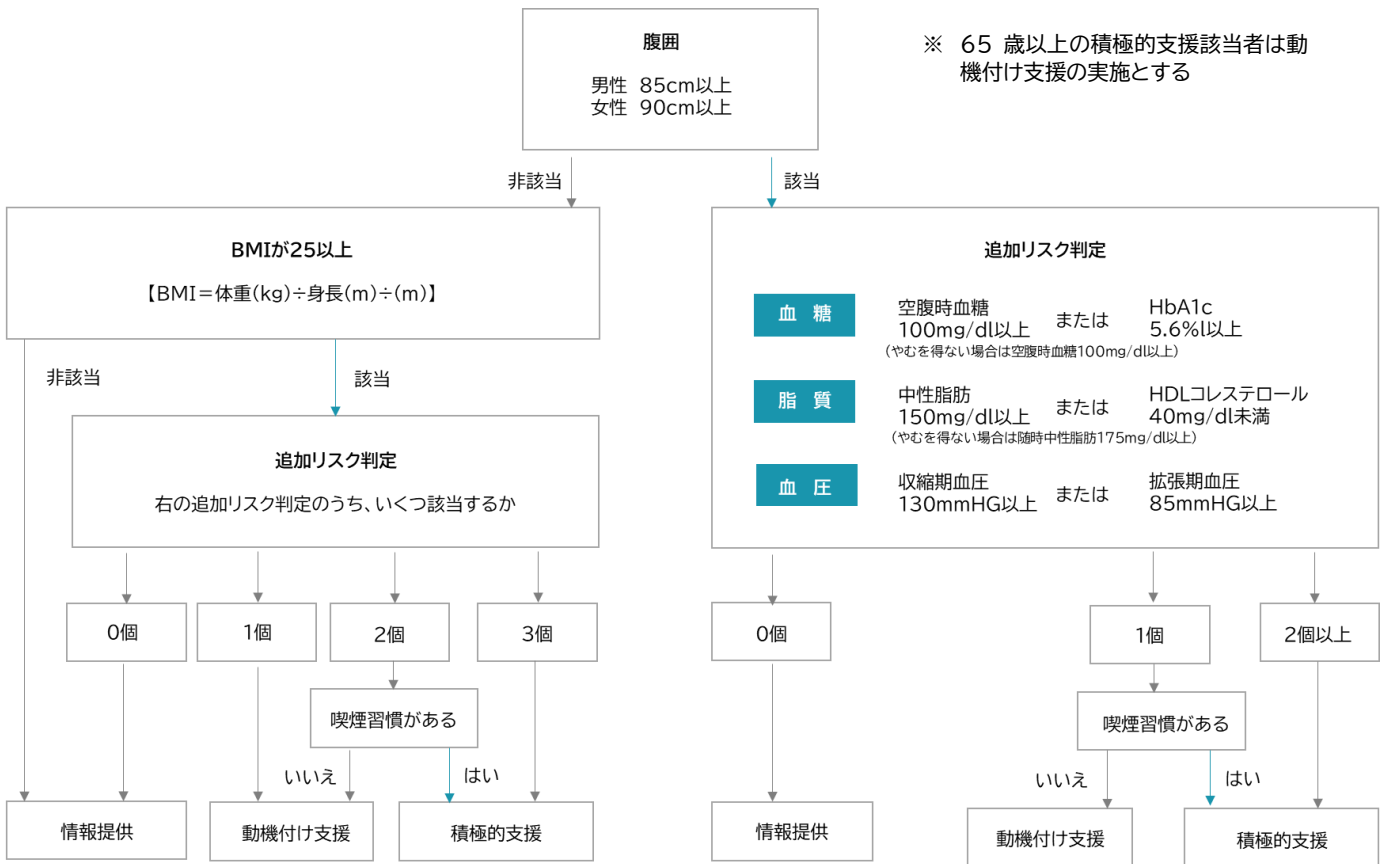 腹囲
男性 85cm以上
女性 90cm以上
※ 65 歳以上の積極的支援該当者は動
機付け支援の実施とする
非該当
該当
BMIが25以上
【BMI＝体重(kg)÷身長(m)÷(m)】
非該当
該当
追加リスク判定
右の追加リスク判定のうち、いくつ該当するか
0個
1個
2個
3個
喫煙習慣がある
いいえ
はい
情報提供
動機付け支援
積極的支援
追加リスク判定
血 糖
空腹時血糖
100mg/dl以上
または
HbA1c
5.6%l以上
(やむを得ない場合は空腹時血糖100mg/dl以上)
脂 質
中性脂肪
150mg/dl以上
または
HDLコレステロール
40mg/dl未満
(やむを得ない場合は随時中性脂肪175mg/dl以上)
血 圧
収縮期血圧
130mmHG以上
または
拡張期血圧
85mmHG以上
0個
1個
2個以上
喫煙習慣がある
いいえ
はい
情報提供
動機付け支援
積極的支援